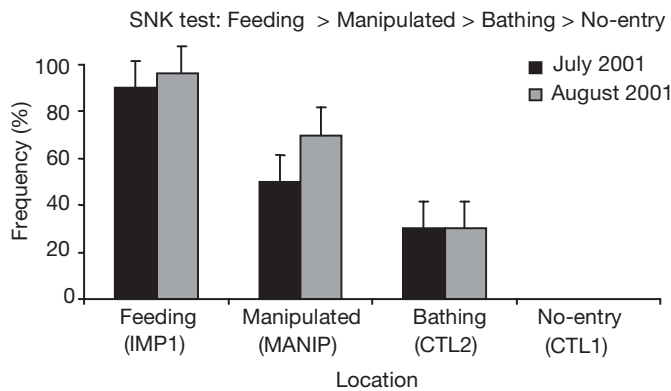 SNK test: Feeding > Manipulated > Bathing > No-entry
July 2001
August 2001
Frequency (%)
100
80
60
40
20
0
Feeding Manipulated Bathing No-entry
(IMP1) (MANIP) (CTL2) (CTL1)
Location